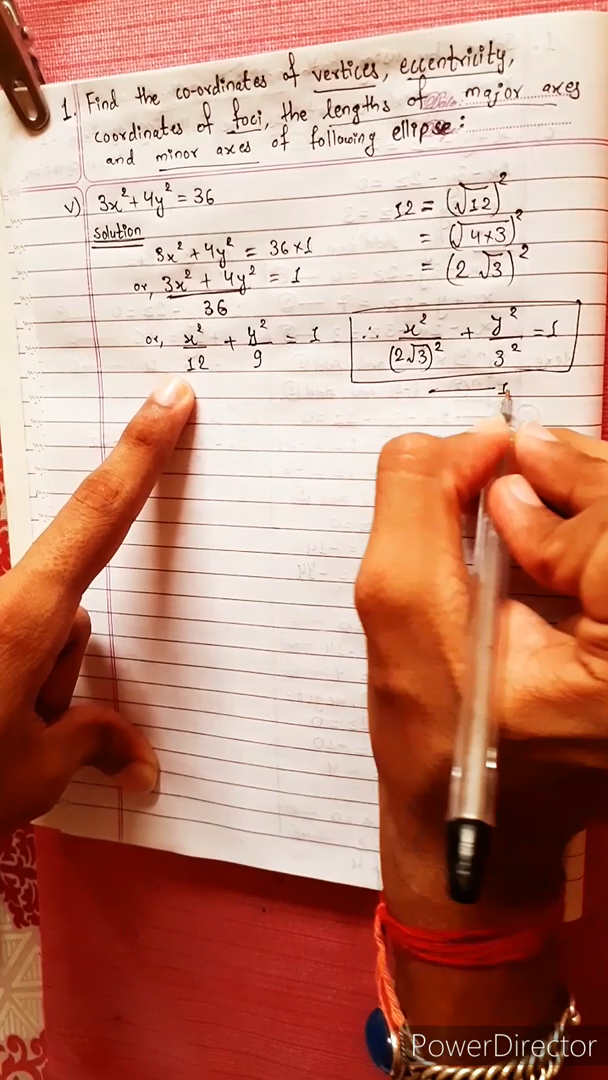 1. Find the co-ordinates of vertices, eccentricity,
coordinates of foci, the lengths of major axes
and minor axes of following ellipse:
v) 3x² + 4y² = 36
Solution
3x² + 4y² = 36×1
or, 3x² + 4y² / 36 = 1
or, x²/12 + y²/9 = 1
12 = (√12)²
= (√4×3)²
= (2√3)²
∴ x²/(2√3)² + y²/3² = 1
PowerDirector